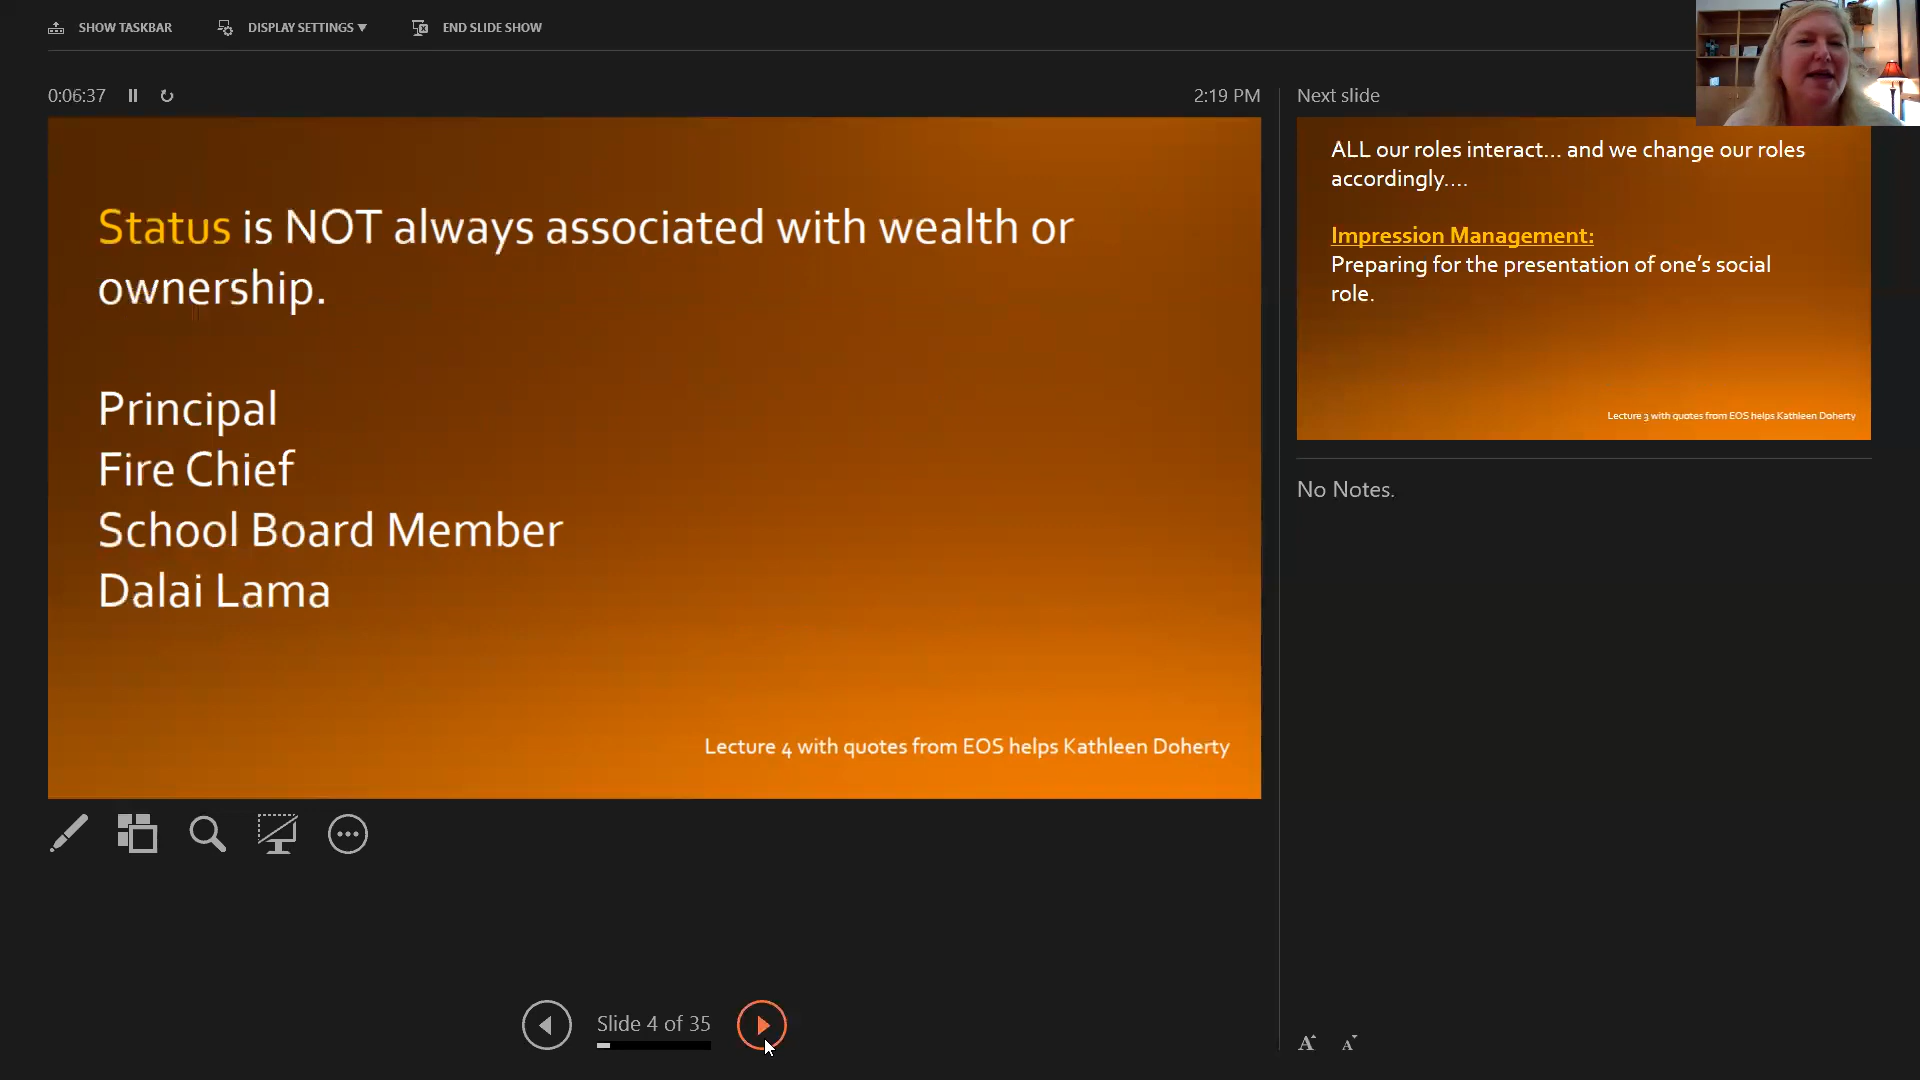 SHOW TASKBAR
DISPLAY SETTINGS ▼
END SLIDE SHOW
0:06:37
2:19 PM
Next slide
Status is NOT always associated with wealth or
ownership.
Principal
Fire Chief
School Board Member
Dalai Lama
Lecture 4 with quotes from EOS helps Kathleen Doherty
ALL our roles interact... and we change our roles
accordingly....
Impression Management:
Preparing for the presentation of one's social
role.
Lecture 3 with quotes from EOS helps Kathleen Doherty
No Notes.
Slide 4 of 35
A A